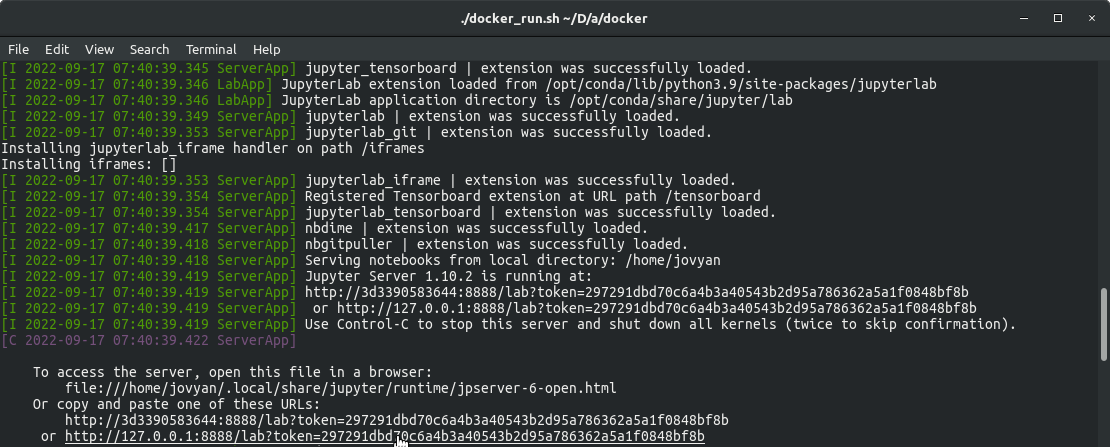 ./docker_run.sh ~/D/a/docker
File Edit View Search Terminal Help
[I 2022-09-17 07:40:39.345 ServerApp] jupyter_tensorboard | extension was successfully loaded.
[I 2022-09-17 07:40:39.346 LabApp] JupyterLab extension loaded from /opt/conda/lib/python3.9/site-packages/jupyterlab
[I 2022-09-17 07:40:39.346 LabApp] JupyterLab application directory is /opt/conda/share/jupyter/lab
[I 2022-09-17 07:40:39.349 ServerApp] jupyterlab | extension was successfully loaded.
[I 2022-09-17 07:40:39.353 ServerApp] jupyterlab_git | extension was successfully loaded.
Installing jupyterlab_iframe handler on path /iframes
Installing iframes: []
[I 2022-09-17 07:40:39.353 ServerApp] jupyterlab_iframe | extension was successfully loaded.
[I 2022-09-17 07:40:39.354 ServerApp] Registered Tensorboard extension at URL path /tensorboard
[I 2022-09-17 07:40:39.354 ServerApp] jupyterlab_tensorboard | extension was successfully loaded.
[I 2022-09-17 07:40:39.417 ServerApp] nbdime | extension was successfully loaded.
[I 2022-09-17 07:40:39.418 ServerApp] nbgitpuller | extension was successfully loaded.
[I 2022-09-17 07:40:39.418 ServerApp] Serving notebooks from local directory: /home/jovyan
[I 2022-09-17 07:40:39.419 ServerApp] Jupyter Server 1.10.2 is running at:
[I 2022-09-17 07:40:39.419 ServerApp] http://3d3390583644:8888/lab?token=297291dbd70c6a4b3a40543b2d95a786362a5a1f0848bf8b
[I 2022-09-17 07:40:39.419 ServerApp]  or http://127.0.0.1:8888/lab?token=297291dbd70c6a4b3a40543b2d95a786362a5a1f0848bf8b
[I 2022-09-17 07:40:39.419 ServerApp] Use Control-C to stop this server and shut down all kernels (twice to skip confirmation).
[C 2022-09-17 07:40:39.422 ServerApp]
To access the server, open this file in a browser:
file:///home/jovyan/.local/share/jupyter/runtime/jpserver-6-open.html
Or copy and paste one of these URLs:
http://3d3390583644:8888/lab?token=297291dbd70c6a4b3a40543b2d95a786362a5a1f0848bf8b
or http://127.0.0.1:8888/lab?token=297291dbd70c6a4b3a40543b2d95a786362a5a1f0848bf8b